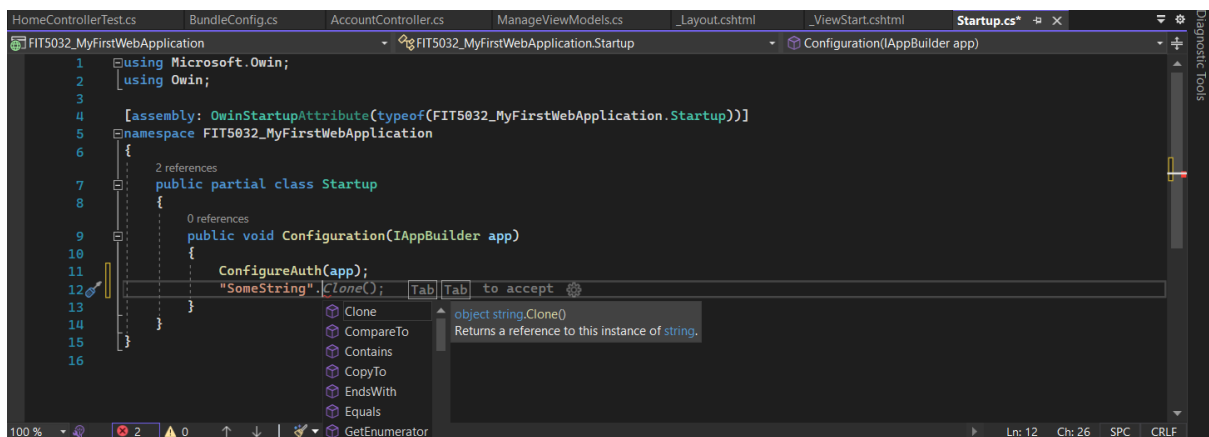 HomeControllerTest.cs BundleConfig.cs AccountController.cs ManageViewModels.cs _Layout.cshtml _ViewStart.cshtml Startup.cs*
Diagnostic Tools
FIT5032_MyFirstWebApplication FIT5032_MyFirstWebApplication.Startup Configuration(IAppBuilder app)
1 using Microsoft.Owin;
2 using Owin;
3
4 [assembly: OwinStartupAttribute(typeof(FIT5032_MyFirstWebApplication.Startup))]
5 namespace FIT5032_MyFirstWebApplication
6 {
2 references
7 public partial class Startup
8 {
0 references
9 public void Configuration(IAppBuilder app)
10 {
11 ConfigureAuth(app);
12 "SomeString".Clone(); Tab Tab to accept
13 }
14 }
15 }
16
Clone
CompareTo
Contains
CopyTo
EndsWith
Equals
GetEnumerator
object string.Clone()
Returns a reference to this instance of string.
100 % 2 0 Ln: 12 Ch: 26 SPC CRLF